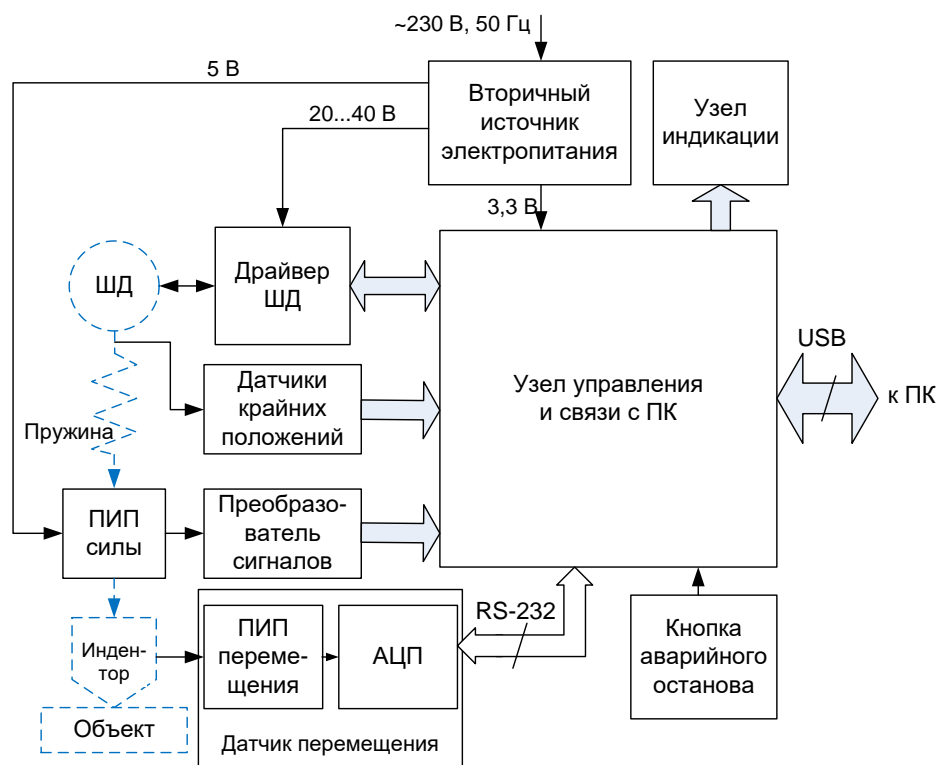 ~230 В, 50 Гц
5 В
20...40 В
Вторичный
источник
электропитания
Узел
индикации
3,3 В
ШД
Драйвер
ШД
Датчики
крайних
положений
Пружина
Узел управления
и связи с ПК
USB
к ПК
ПИП
силы
Преобразо-
ватель
сигналов
RS-232
Инден-
тор
ПИП
переме-
щения
АЦП
Кнопка
аварийного
останова
Объект
Датчик перемещения